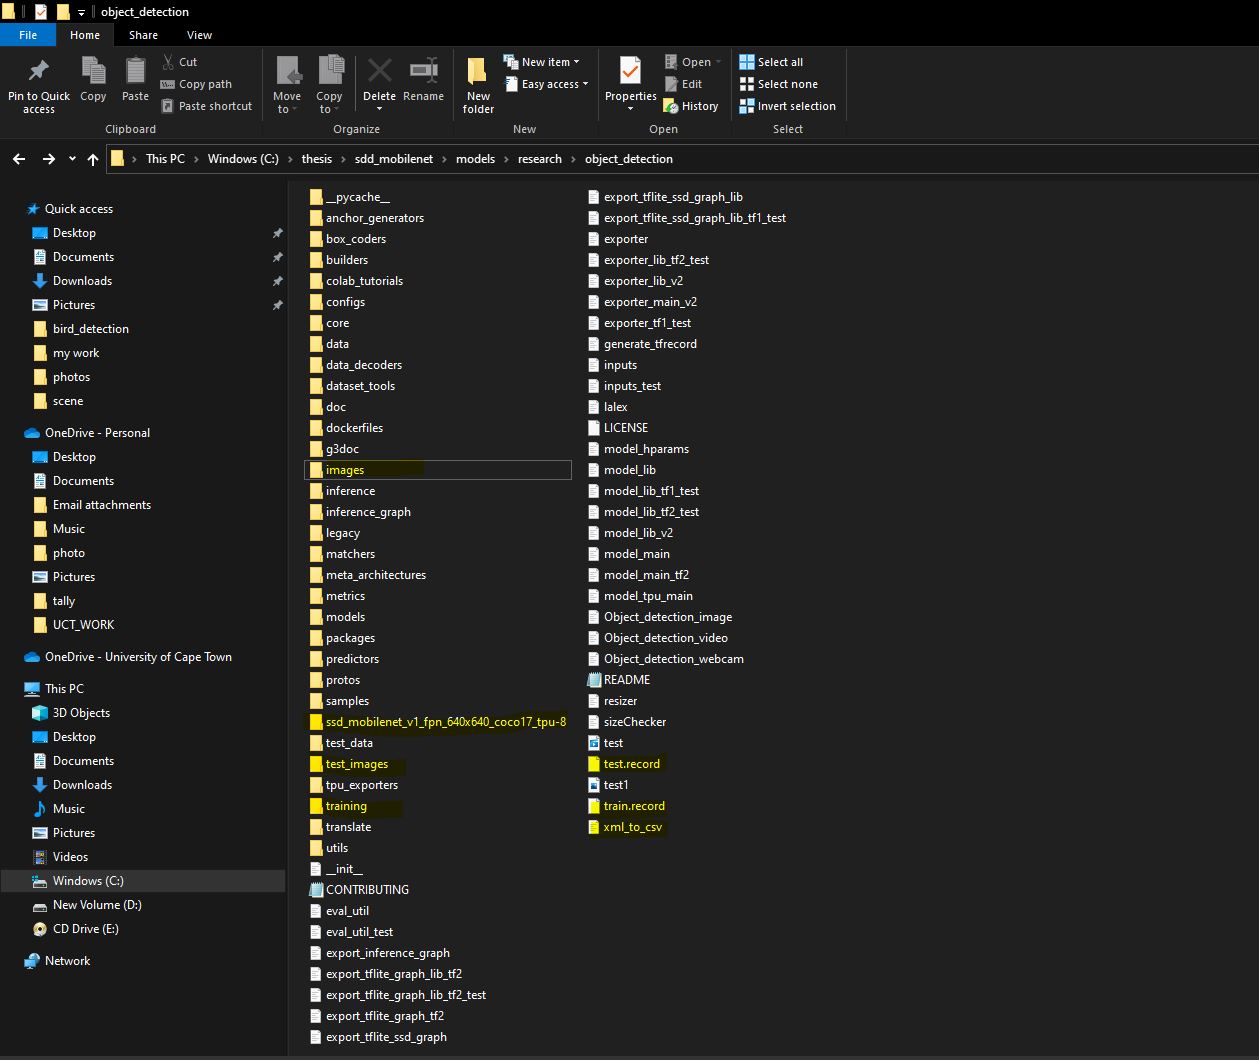 object_detection
File Home Share View
Pin to Quick access
Copy
Paste
Cut
Copy path
Paste shortcut
Clipboard
Move to
Copy to
Delete
Rename
Organize
New folder
New item
Easy access
New
Properties
Open
Edit
History
Open
Select all
Select none
Invert selection
Select
This PC > Windows (C:) > thesis > sdd_mobilenet > models > research > object_detection
Quick access
Desktop
Documents
Downloads
Pictures
bird_detection
my work
photos
scene
OneDrive - Personal
Desktop
Documents
Email attachments
Music
photo
Pictures
tally
UCT_WORK
OneDrive - University of Cape Town
This PC
3D Objects
Desktop
Documents
Downloads
Music
Pictures
Videos
Windows (C:)
New Volume (D:)
CD Drive (E:)
Network
__pycache__
anchor_generators
box_coders
builders
colab_tutorials
configs
core
data
data_decoders
dataset_tools
doc
dockerfiles
g3doc
images
inference
inference_graph
legacy
matchers
meta_architectures
metrics
models
packages
predictors
protos
samples
ssd_mobilenet_v1_fpn_640x640_coco17_tpu-8
test_data
test_images
tpu_exporters
training
translate
utils
__init__
CONTRIBUTING
eval_util
eval_util_test
export_inference_graph
export_tflite_graph_lib_tf2
export_tflite_graph_lib_tf2_test
export_tflite_graph_tf2
export_tflite_ssd_graph
export_tflite_ssd_graph_lib
export_tflite_ssd_graph_lib_tf1_test
exporter
exporter_lib_tf2_test
exporter_lib_v2
exporter_main_v2
exporter_tf1_test
generate_tfrecord
inputs
inputs_test
lalex
LICENSE
model_hparams
model_lib
model_lib_tf1_test
model_lib_tf2_test
model_lib_v2
model_main
model_main_tf2
model_tpu_main
Object_detection_image
Object_detection_video
Object_detection_webcam
README
resizer
sizeChecker
test
test.record
test1
train.record
xml_to_csv